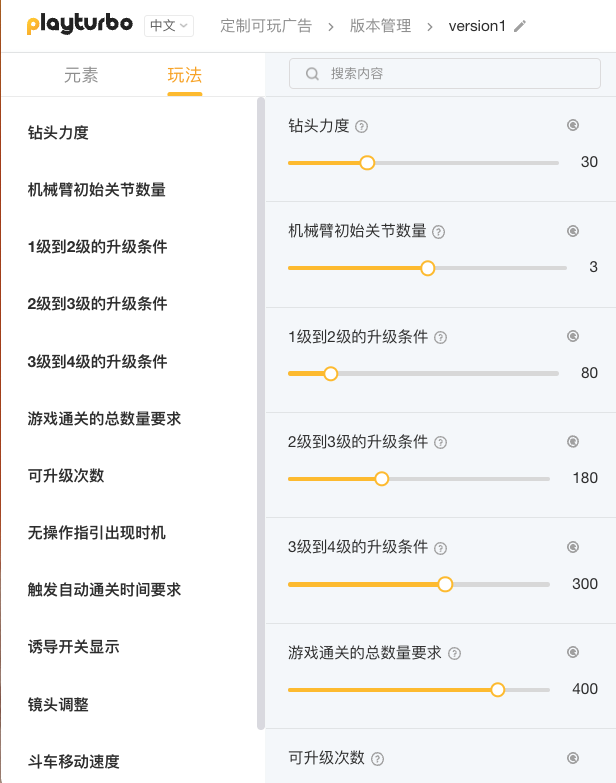 playturbo 中文 定制可玩广告 > 版本管理 > version1
元素 玩法
搜索内容
钻头力度
机械臂初始关节数量
1级到2级的升级条件
2级到3级的升级条件
3级到4级的升级条件
游戏通关的总数量要求
可升级次数
无操作指引出现时机
触发自动通关时间要求
诱导开关显示
镜头调整
斗车移动速度
钻头力度 ?
30
机械臂初始关节数量 ?
3
1级到2级的升级条件 ?
80
2级到3级的升级条件 ?
180
3级到4级的升级条件 ?
300
游戏通关的总数量要求 ?
400
可升级次数 ?